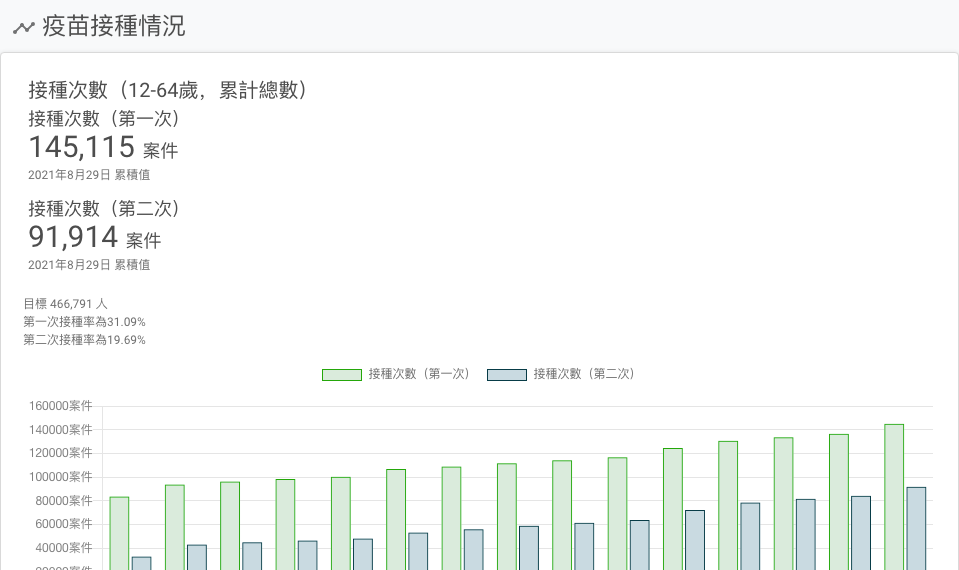 疫苗接種情況
接種次數（12-64歲，累計總數）
接種次數（第一次）
145,115 案件
2021年8月29日 累積值
接種次數（第二次）
91,914 案件
2021年8月29日 累積值
目標 466,791 人
第一次接種率為31.09%
第二次接種率為19.69%
接種次數（第一次） 接種次數（第二次）
160000案件
140000案件
120000案件
100000案件
80000案件
60000案件
40000案件